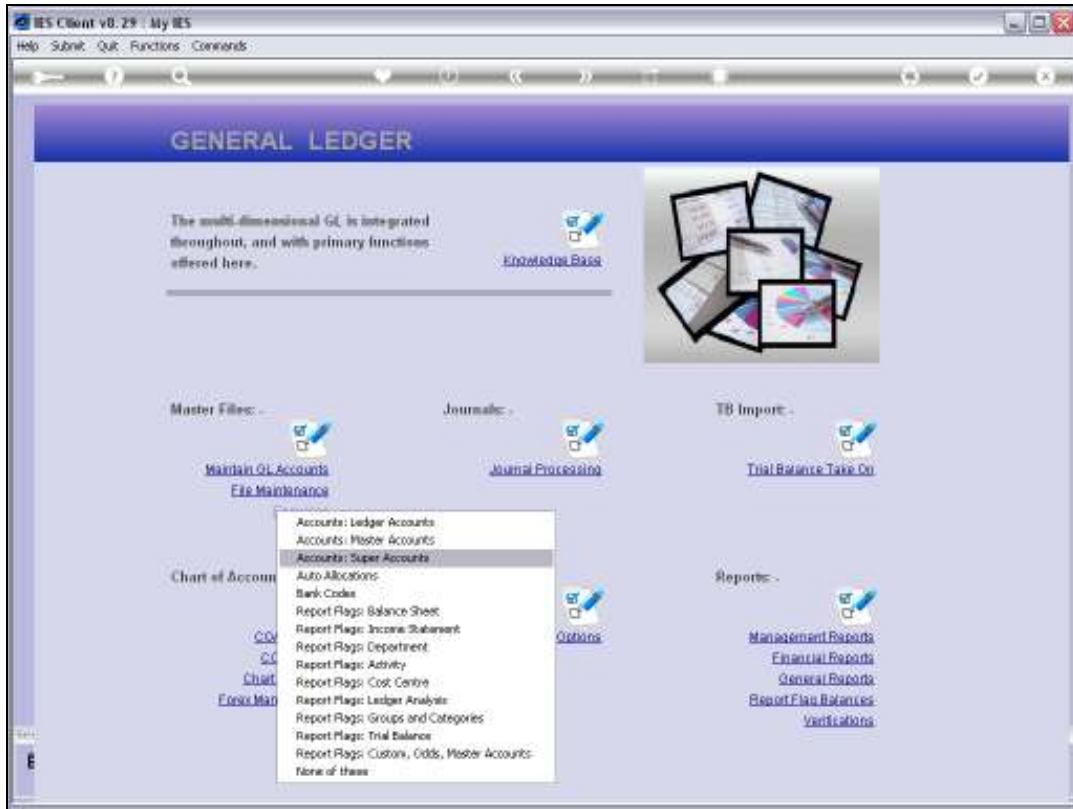 IES Client v8.29 : My IES
Help Submit Quit Functions Commands
GENERAL LEDGER
The multi-dimensional GL is integrated
throughout, and with primary functions
offered here.
Knowledge Base
Master Files: -
Journals: -
TB Import: -
Maintain GL Accounts
Journal Processing
Trial Balance Take On
File Maintenance
Accounts: Ledger Accounts
Accounts: Master Accounts
Accounts: Super Accounts
Auto Allocations
Bank Codes
Report Flags: Balance Sheet
Report Flags: Income Statement
Report Flags: Department
Report Flags: Activity
Report Flags: Cost Centre
Report Flags: Ledger Analysis
Report Flags: Groups and Categories
Report Flags: Trial Balance
Report Flags: Custom, Odds, Master Accounts
None of these
Chart of Accoun
Reports: -
Options
Management Reports
Financial Reports
Chart
General Reports
Forex Man
Report Flag Balances
Verifications